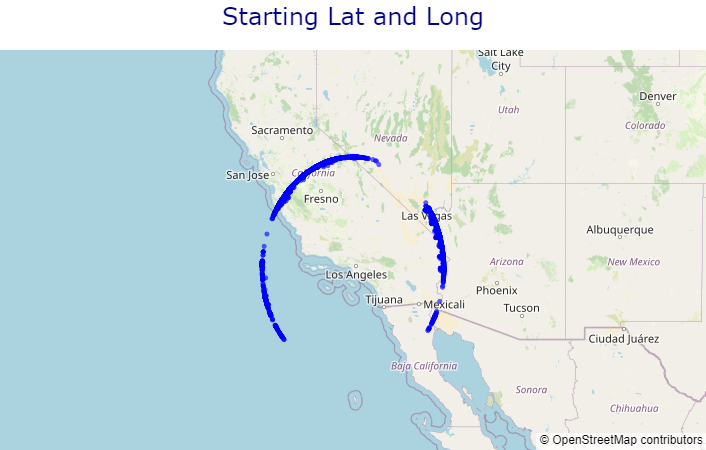 Starting Lat and Long
Salt Lake
City
Denver
Utah
Colorado
Sacramento
Nevada
San Jose
California
Fresno
Las Vegas
Albuquerque
Los Angeles
Arizona
New Mexico
Phoenix
Tijuana
Mexicali
Tucson
Ciudad Juárez
Baja California
Sonora
Chihuahua
© OpenStreetMap contributors